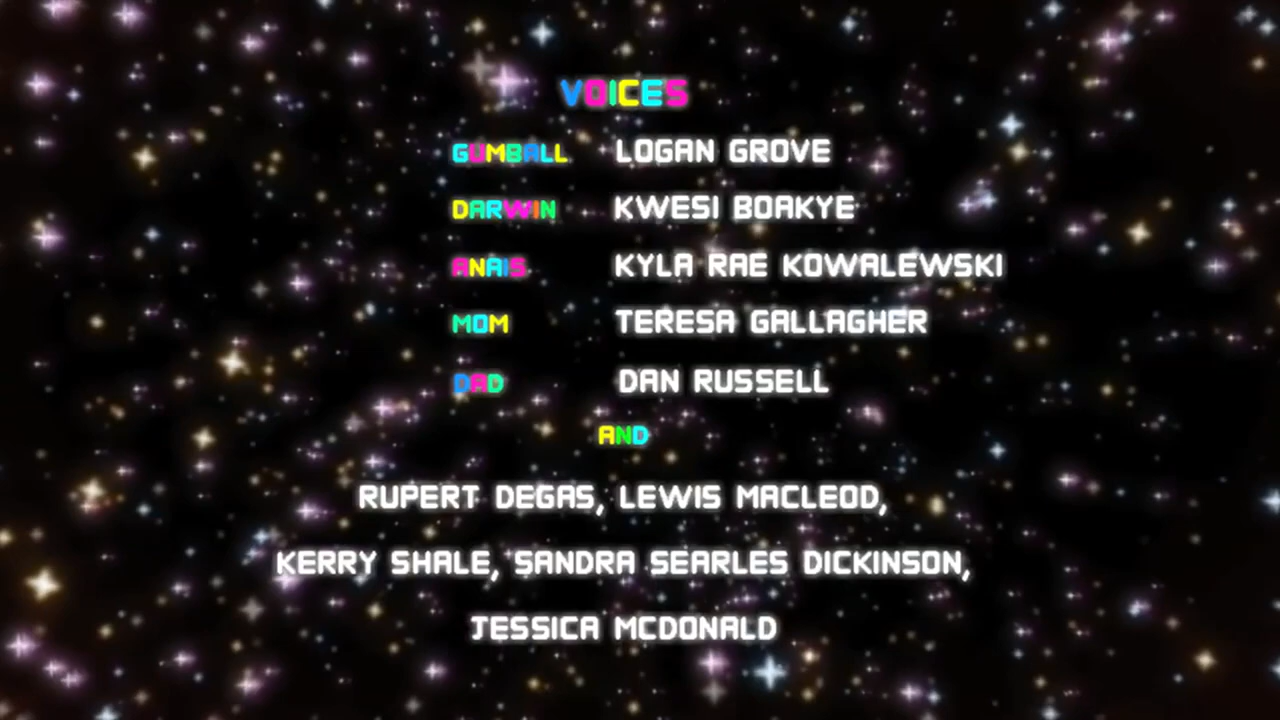 VOICES
GUMBALL LOGAN GROVE
DARWIN KWESI BOAKYE
ANAIS KYLA RAE KOWALEWSKI
MOM TERESA GALLAGHER
DAD DAN RUSSELL
AND
RUPERT DEGAS, LEWIS MACLEOD,
KERRY SHALE, SANDRA SEARLES DICKINSON,
JESSICA MCDONALD